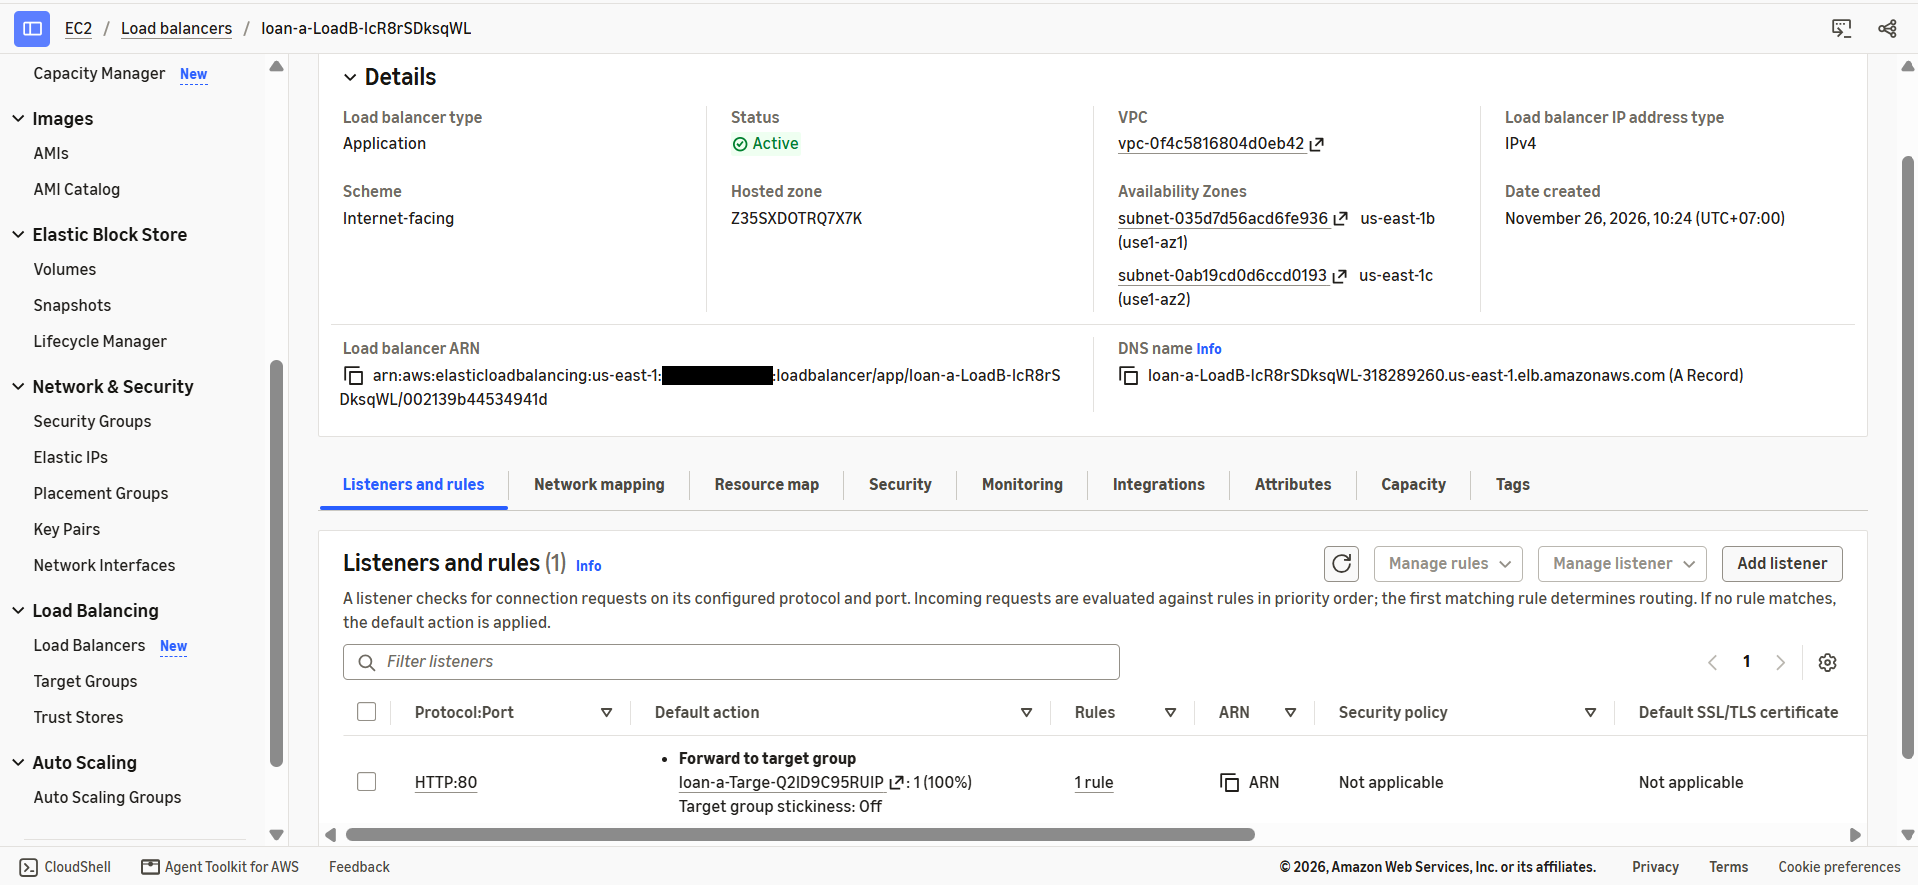 EC2 / Load balancers / loan-a-LoadB-lcR8rSDksqWL
Capacity Manager New
Images
AMIs
AMI Catalog
Elastic Block Store
Volumes
Snapshots
Lifecycle Manager
Network & Security
Security Groups
Elastic IPs
Placement Groups
Key Pairs
Network Interfaces
Load Balancing
Load Balancers New
Target Groups
Trust Stores
Auto Scaling
Auto Scaling Groups
Details
Load balancer type
Application
Status
Active
VPC
vpc-0f4c5816804d0eb42
Load balancer IP address type
IPv4
Scheme
Internet-facing
Hosted zone
Z35SXDOTRQ7X7K
Availability Zones
subnet-035d7d56acd6fe936 us-east-1b
(use1-az1)
subnet-0ab19cd0d6ccd0193 us-east-1c
(use1-az2)
Date created
November 26, 2026, 10:24 (UTC+07:00)
Load balancer ARN
arn:aws:elasticloadbalancing:us-east-1: :loadbalancer/app/loan-a-LoadB-lcR8rS
DksqWL/002139b44534941d
DNS name Info
loan-a-LoadB-lcR8rSDksqWL-318289260.us-east-1.elb.amazonaws.com (A Record)
Listeners and rules
Network mapping
Resource map
Security
Monitoring
Integrations
Attributes
Capacity
Tags
Listeners and rules (1) Info
Manage rules
Manage listener
Add listener
A listener checks for connection requests on its configured protocol and port. Incoming requests are evaluated against rules in priority order; the first matching rule determines routing. If no rule matches,
the default action is applied.
Filter listeners
1
Protocol:Port
Default action
Rules
ARN
Security policy
Default SSL/TLS certificate
HTTP:80
• Forward to target group
loan-a-Targe-Q2ID9C95RUIP : 1 (100%)
Target group stickiness: Off
1 rule
ARN
Not applicable
Not applicable
CloudShell
Agent Toolkit for AWS
Feedback
© 2026, Amazon Web Services, Inc. or its affiliates.
Privacy
Terms
Cookie preferences